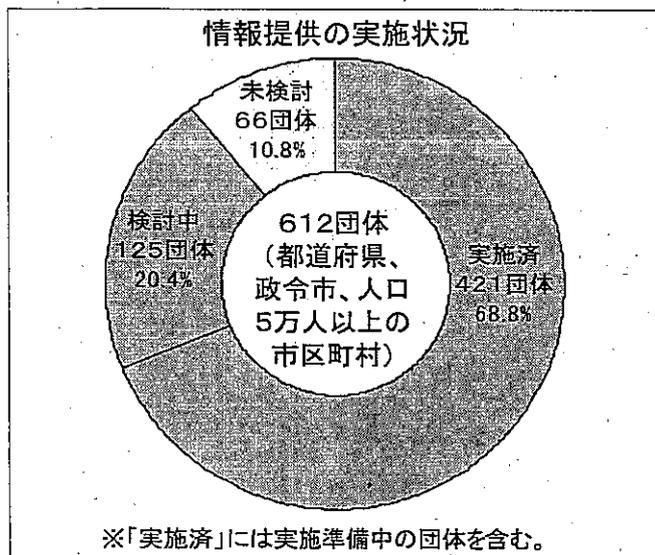 情報提供の実施状況
未検討
66団体
10.8%
検討中
125団体
20.4%
612団体
(都道府県、
政令市、人口
5万人以上の
市区町村)
実施済
421団体
68.8%
※「実施済」には実施準備中の団体を含む。